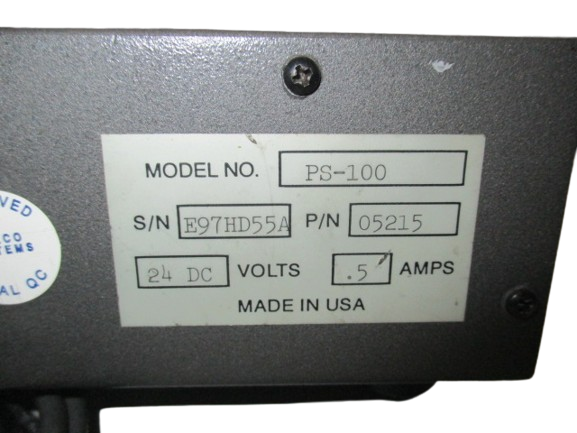 MODEL NO. PS-100
S/N E97HD55A P/N 05215
24 DC VOLTS .5 AMPS
MADE IN USA
VED
CO
TEMS
AL QC